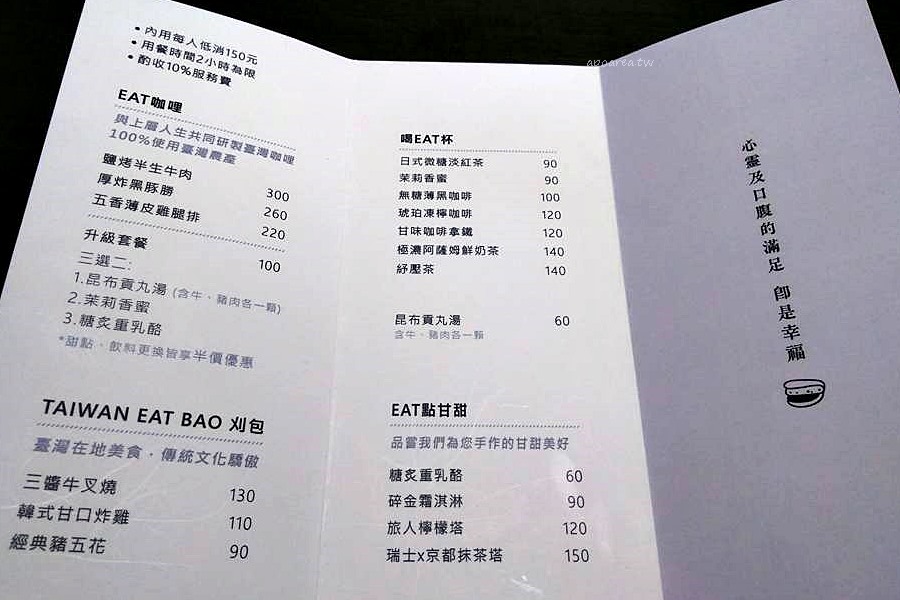 • 內用每人低消150元
• 用餐時間2小時為限
• 酌收10%服務費
EAT咖哩
與上層人生共同研製臺灣咖哩
100%使用臺灣農產
鹽烤半生牛肉 300
厚炸黑豚勝 260
五香薄皮雞腿排 220
升級套餐 100
三選二:
1.昆布貢丸湯 (含牛、豬肉各一顆)
2.茉莉香蜜
3.糖炙重乳酪
*甜點、飲料更換皆享半價優惠
TAIWAN EAT BAO 刈包
臺灣在地美食，傳統文化驕傲
三醬牛叉燒 130
韓式甘口炸雞 110
經典豬五花 90
喝EAT杯
日式微糖淡紅茶 90
茉莉香蜜 90
無糖薄黑咖啡 100
琥珀凍檸咖啡 120
甘味咖啡拿鐵 120
極濃阿薩姆鮮奶茶 140
紓壓茶 140
昆布貢丸湯 60
含牛、豬肉各一顆
EAT點甘甜
品嘗我們為您手作的甘甜美好
糖炙重乳酪 60
碎金霜淇淋 90
旅人檸檬塔 120
瑞士x京都抹茶塔 150
apoareatw
心靈及口腹的滿足 即是幸福